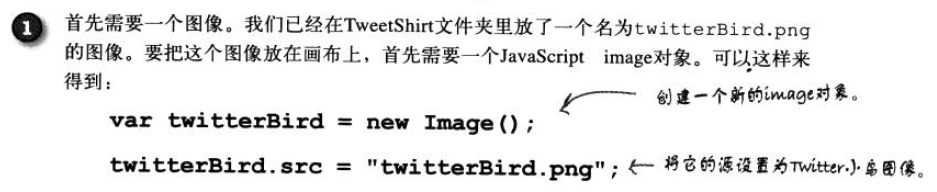 1 首先需要一个图像。我们已经在TweetShirt文件夹里放了一个名为twitterBird.png
的图像。要把这个图像放在画布上，首先需要一个JavaScript image对象。可以这样来
得到：
创建一个新的image对象。
var twitterBird = new Image();
twitterBird.src = "twitterBird.png"; 将它的源设置为Twitter小鸟图像。